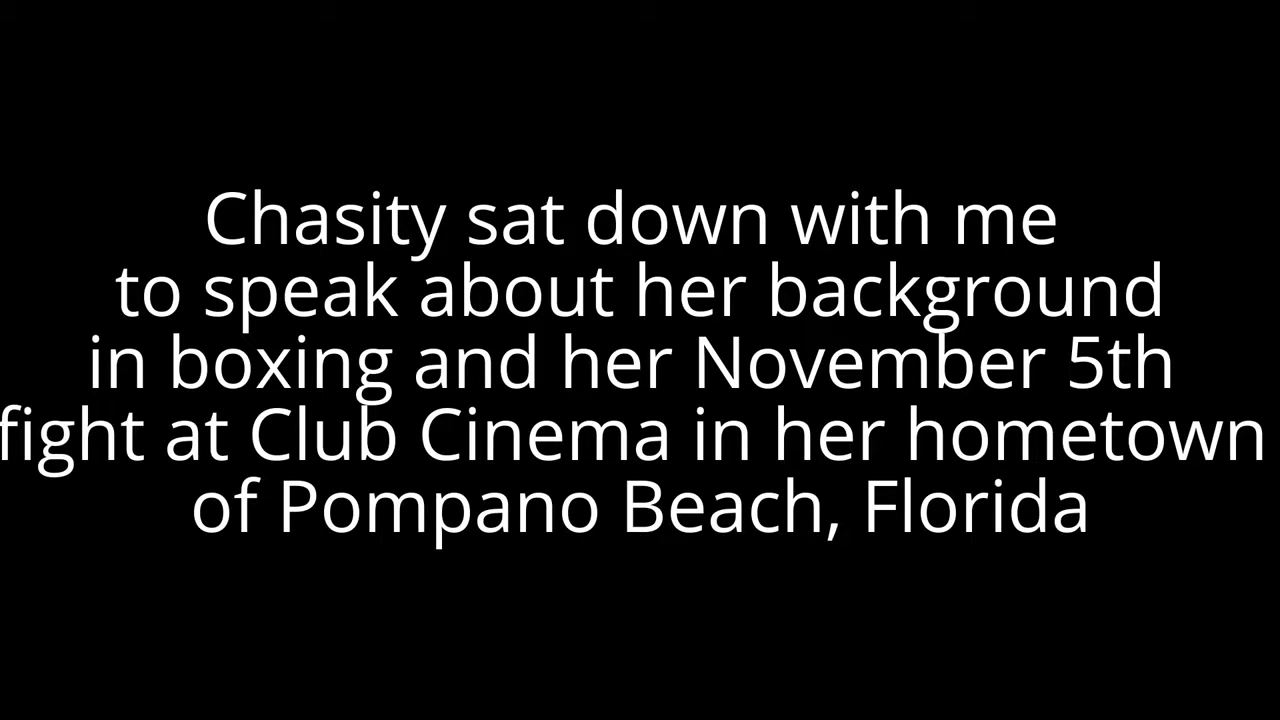 Chasity sat down with me
to speak about her background
in boxing and her November 5th
fight at Club Cinema in her hometown
of Pompano Beach, Florida